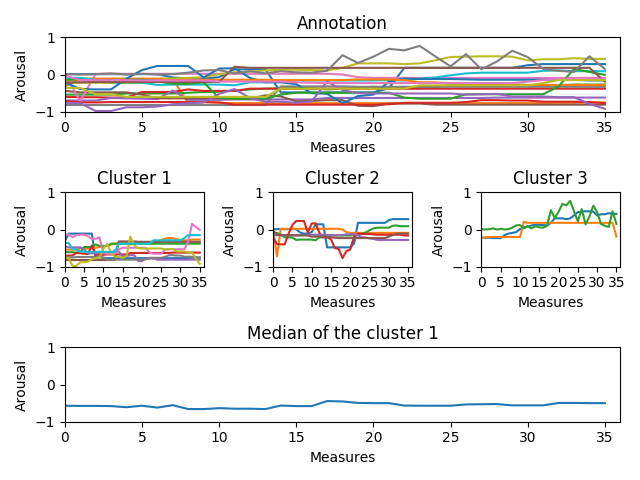 Annotation
Arousal
1
0
−1
0 5 10 15 20 25 30 35
Measures
Cluster 1 Cluster 2 Cluster 3
Arousal Arousal Arousal
1 1 1
0 0 0
−1 −1 −1
0 5 10 15 20 25 30 35 0 5 10 15 20 25 30 35 0 5 10 15 20 25 30 35
Measures Measures Measures
Median of the cluster 1
Arousal
1
0
−1
0 5 10 15 20 25 30 35
Measures